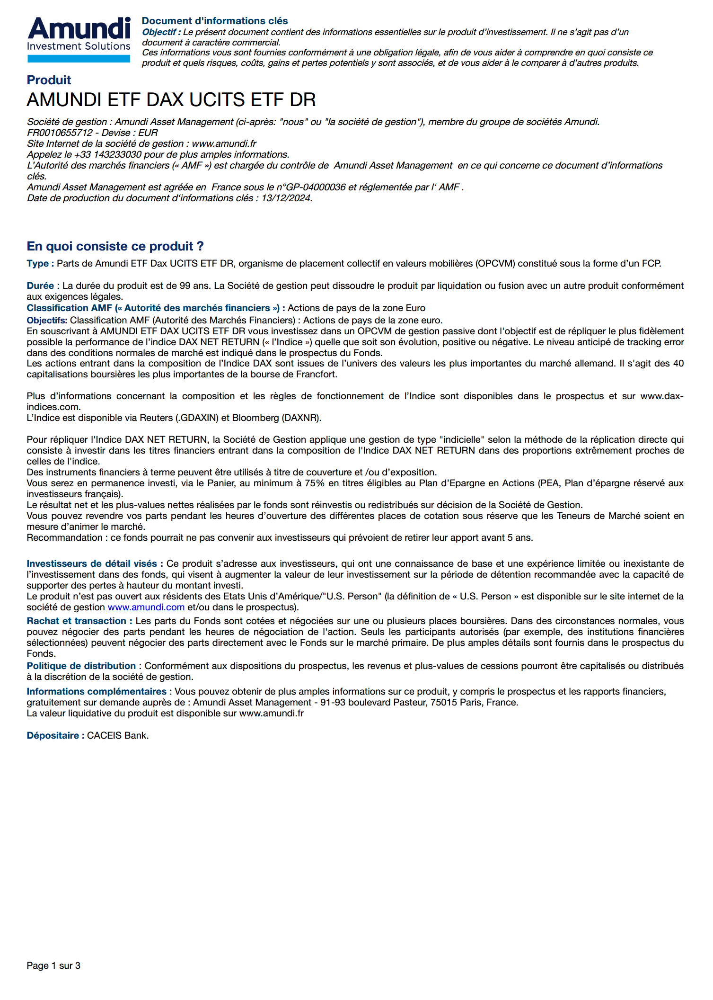 Amundi
Investment Solutions
Document d'informations clés
Objectif : Le présent document contient des informations essentielles sur le produit d’investissement. Il ne s’agit pas d’un
document à caractère commercial.
Ces informations vous sont fournies conformément à une obligation légale, afin de vous aider à comprendre en quoi consiste ce
produit et quels risques, coûts, gains et pertes potentiels y sont associés, et de vous aider à le comparer à d’autres produits.
Produit
AMUNDI ETF DAX UCITS ETF DR
Société de gestion : Amundi Asset Management (ci-après: "nous" ou "la société de gestion"), membre du groupe de sociétés Amundi.
FR0010655712 - Devise : EUR
Site Internet de la société de gestion : www.amundi.fr
Appelez le +33 143233030 pour de plus amples informations.
L’Autorité des marchés financiers (« AMF ») est chargée du contrôle de Amundi Asset Management en ce qui concerne ce document d’informations
clés.
Amundi Asset Management est agréée en France sous le n°GP-04000036 et réglementée par l' AMF .
Date de production du document d'informations clés : 13/12/2024.
En quoi consiste ce produit ?
Type : Parts de Amundi ETF Dax UCITS ETF DR, organisme de placement collectif en valeurs mobilières (OPCVM) constitué sous la forme d’un FCP.
Durée : La durée du produit est de 99 ans. La Société de gestion peut dissoudre le produit par liquidation ou fusion avec un autre produit conformément
aux exigences légales.
Classification AMF (« Autorité des marchés financiers ») : Actions de pays de la zone Euro
Objectifs: Classification AMF (Autorité des Marchés Financiers) : Actions de pays de la zone euro.
En souscrivant à AMUNDI ETF DAX UCITS ETF DR vous investissez dans un OPCVM de gestion passive dont l'objectif est de répliquer le plus fidèlement
possible la performance de l’indice DAX NET RETURN (« l’Indice ») quelle que soit son évolution, positive ou négative. Le niveau anticipé de tracking error
dans des conditions normales de marché est indiqué dans le prospectus du Fonds.
Les actions entrant dans la composition de l’Indice DAX sont issues de l’univers des valeurs les plus importantes du marché allemand. Il s'agit des 40
capitalisations boursières les plus importantes de la bourse de Francfort.
Plus d’informations concernant la composition et les règles de fonctionnement de l’Indice sont disponibles dans le prospectus et sur www.dax-
indices.com.
L’Indice est disponible via Reuters (.GDAXIN) et Bloomberg (DAXNR).
Pour répliquer l'Indice DAX NET RETURN, la Société de Gestion applique une gestion de type "indicielle" selon la méthode de la réplication directe qui
consiste à investir dans les titres financiers entrant dans la composition de l'Indice DAX NET RETURN dans des proportions extrêmement proches de
celles de l'indice.
Des instruments financiers à terme peuvent être utilisés à titre de couverture et /ou d’exposition.
Vous serez en permanence investi, via le Panier, au minimum à 75% en titres éligibles au Plan d’Epargne en Actions (PEA, Plan d’épargne réservé aux
investisseurs français).
Le résultat net et les plus-values nettes réalisées par le fonds sont réinvestis ou redistribués sur décision de la Société de Gestion.
Vous pouvez revendre vos parts pendant les heures d’ouverture des différentes places de cotation sous réserve que les Teneurs de Marché soient en
mesure d’animer le marché.
Recommandation : ce fonds pourrait ne pas convenir aux investisseurs qui prévoient de retirer leur apport avant 5 ans.
Investisseurs de détail visés : Ce produit s’adresse aux investisseurs, qui ont une connaissance de base et une expérience limitée ou inexistante de
l’investissement dans des fonds, qui visent à augmenter la valeur de leur investissement sur la période de détention recommandée avec la capacité de
supporter des pertes à hauteur du montant investi.
Le produit n’est pas ouvert aux résidents des Etats Unis d’Amérique/"U.S. Person" (la définition de « U.S. Person » est disponible sur le site internet de la
société de gestion www.amundi.com et/ou dans le prospectus).
Rachat et transaction : Les parts du Fonds sont cotées et négociées sur une ou plusieurs places boursières. Dans des circonstances normales, vous
pouvez négocier des parts pendant les heures de négociation de l'action. Seuls les participants autorisés (par exemple, des institutions financières
sélectionnées) peuvent négocier des parts directement avec le Fonds sur le marché primaire. De plus amples détails sont fournis dans le prospectus du
Fonds.
Politique de distribution : Conformément aux dispositions du prospectus, les revenus et plus-values de cessions pourront être capitalisés ou distribués
à la discrétion de la société de gestion.
Informations complémentaires : Vous pouvez obtenir de plus amples informations sur ce produit, y compris le prospectus et les rapports financiers,
gratuitement sur demande auprès de : Amundi Asset Management - 91-93 boulevard Pasteur, 75015 Paris, France.
La valeur liquidative du produit est disponible sur www.amundi.fr
Dépositaire : CACEIS Bank.
Page 1 sur 3